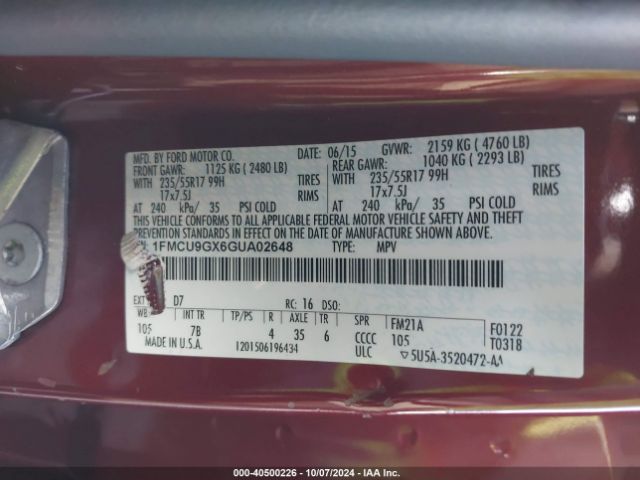 MFD. BY FORD MOTOR CO. DATE: 06/15 GVWR: 2159 KG ( 4760 LB)
FRONT GAWR: 1125 KG ( 2480 LB) REAR GAWR: 1040 KG ( 2293 LB)
WITH 235/55R17 99H TIRES WITH 235/55R17 99H TIRES
17x7.5J RIMS 17x7.5J RIMS
AT 240 kPa/ 35 PSI COLD AT 240 kPa/ 35 PSI COLD
THIS VEHICLE CONFORMS TO ALL APPLICABLE FEDERAL MOTOR VEHICLE SAFETY AND THEFT
PREVENTION STANDARDS IN EFFECT ON THE DATE OF MANUFACTURE SHOWN ABOVE.
1FMCU9GX6GUA02648 TYPE: MPV
EXT D7 RC: 16 DSO:
WB INT TR TP/PS R AXLE TR SPR FM21A F0122
105 7B 4 35 6 CCCC 105 T0318
MADE IN U.S.A. 1201506196434 ULC 5U5A-3520472-AA
000-40500226 - 10/07/2024 - IAA Inc.